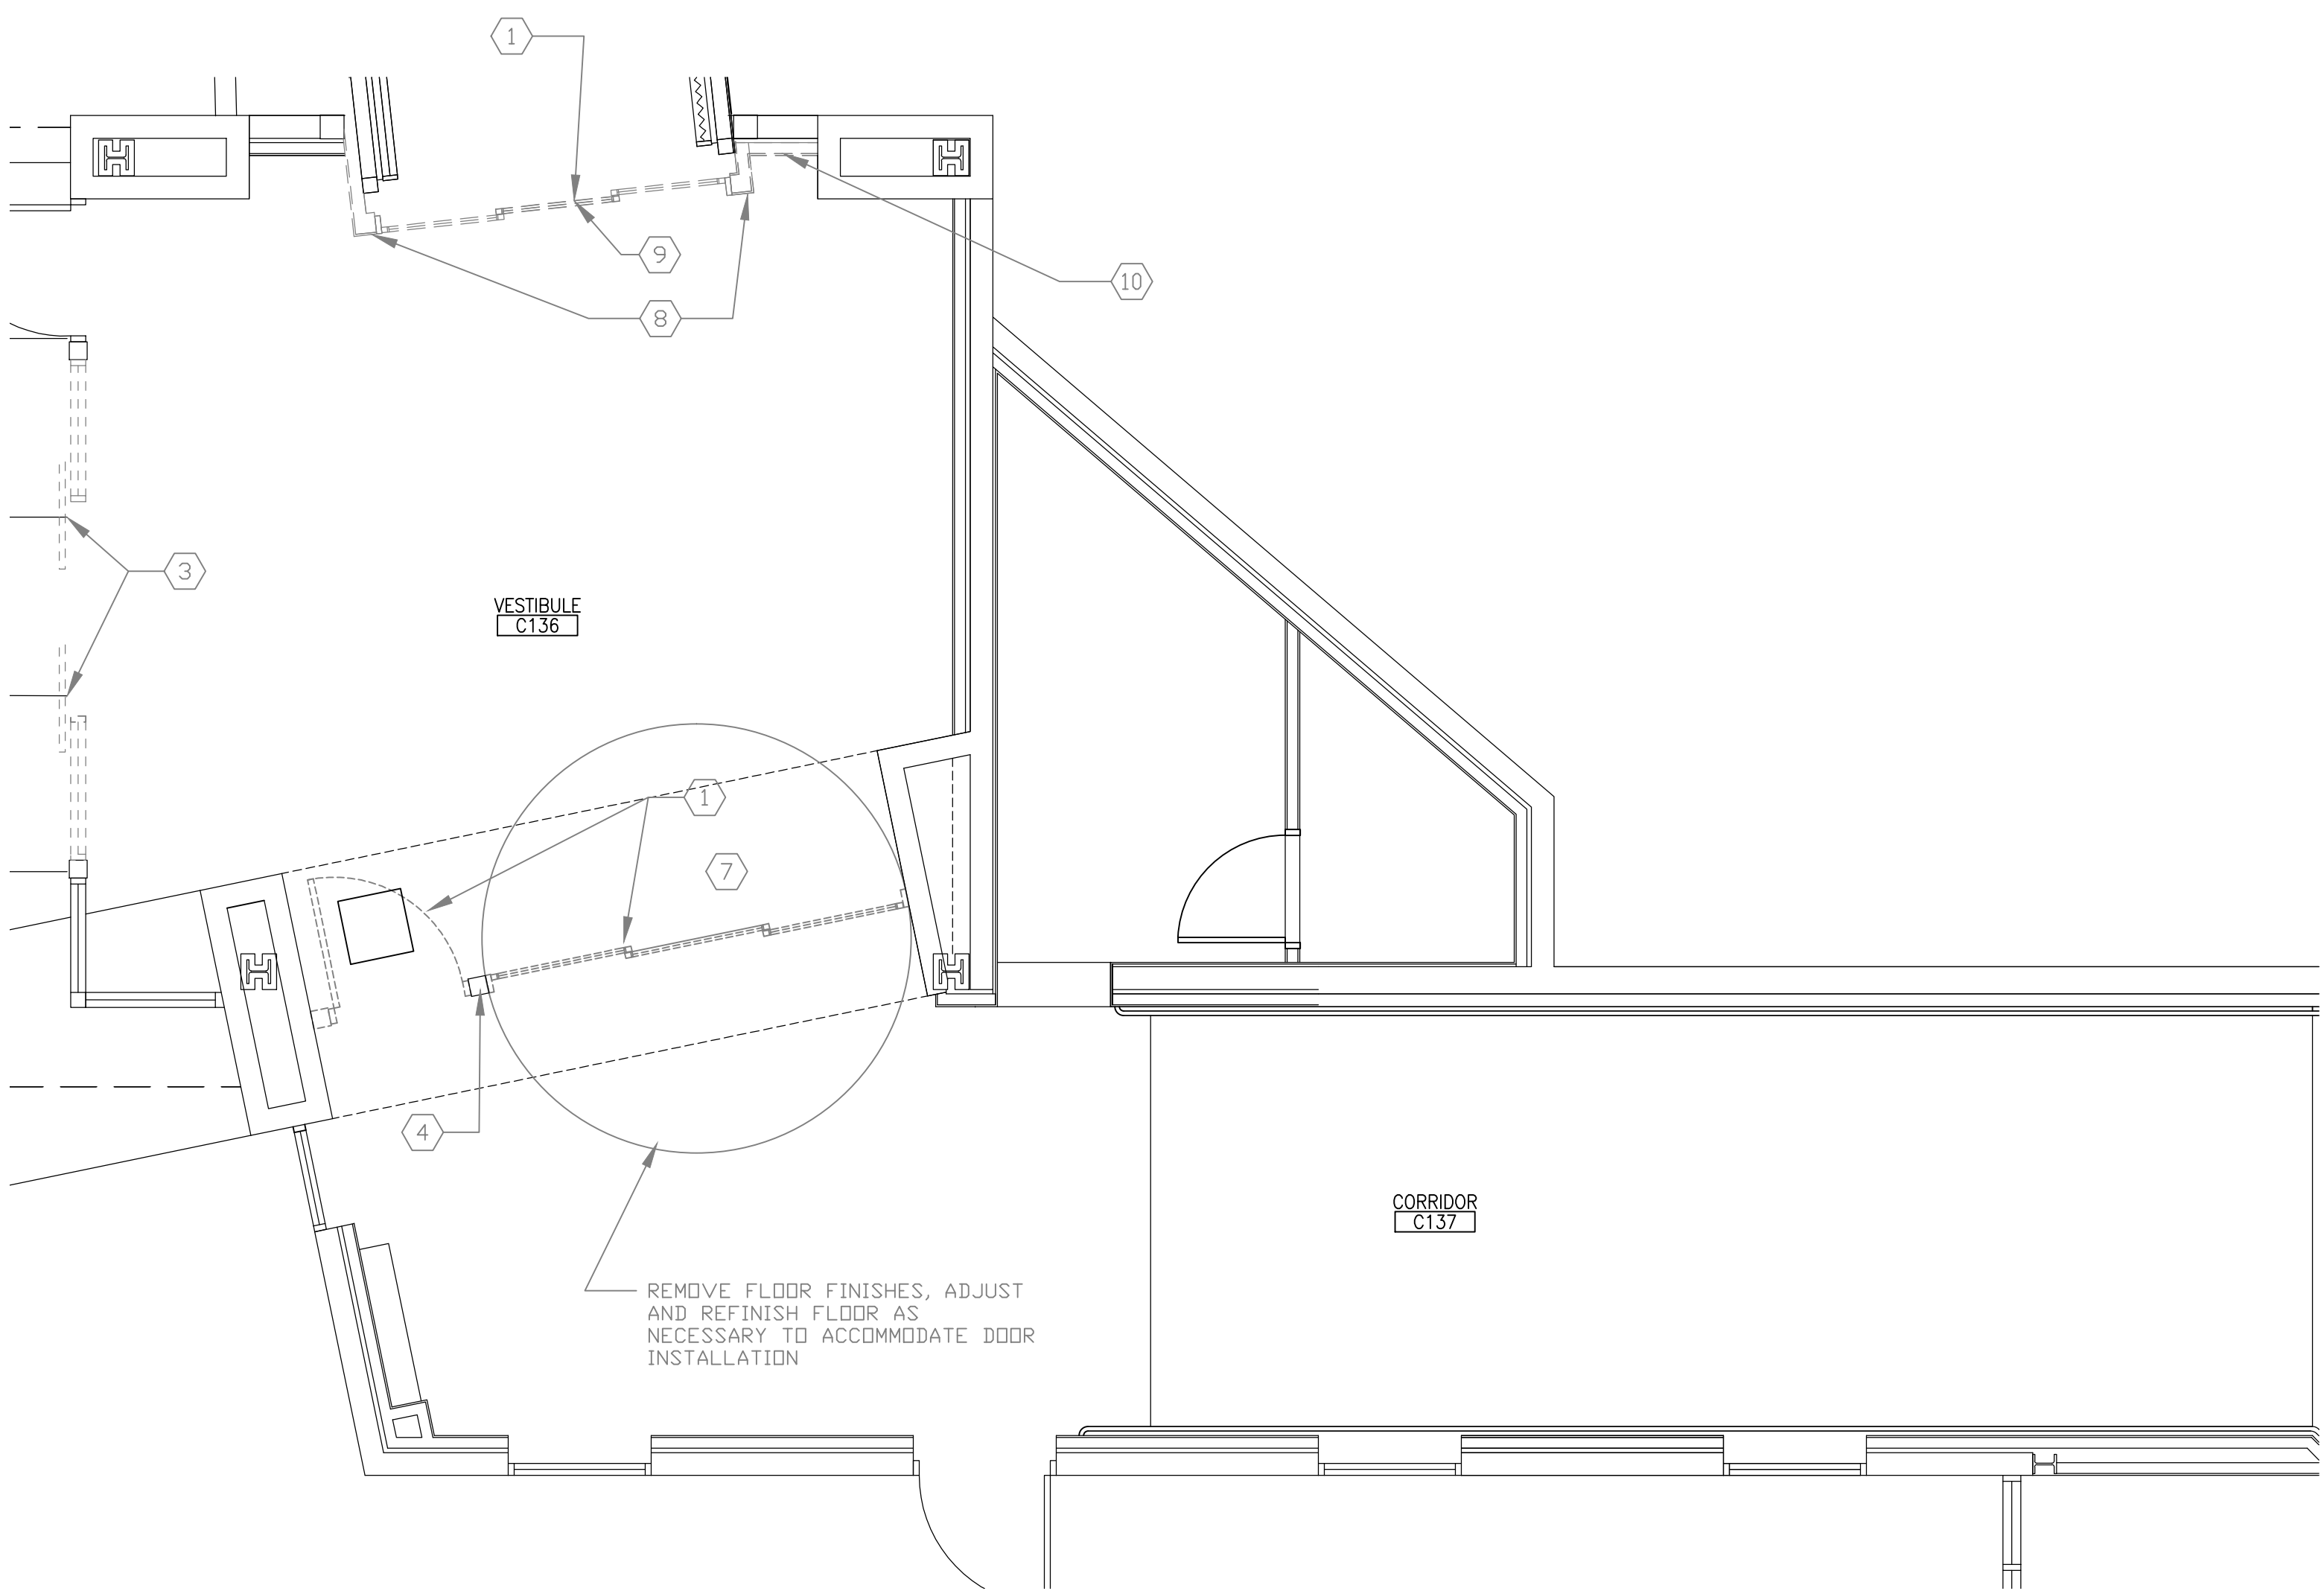 1
9
10
8
3
VESTIBULE
C136
1
7
4
CORRIDOR
C137
REMOVE FLOOR FINISHES, ADJUST
AND REFINISH FLOOR AS
NECESSARY TO ACCOMMODATE DOOR
INSTALLATION